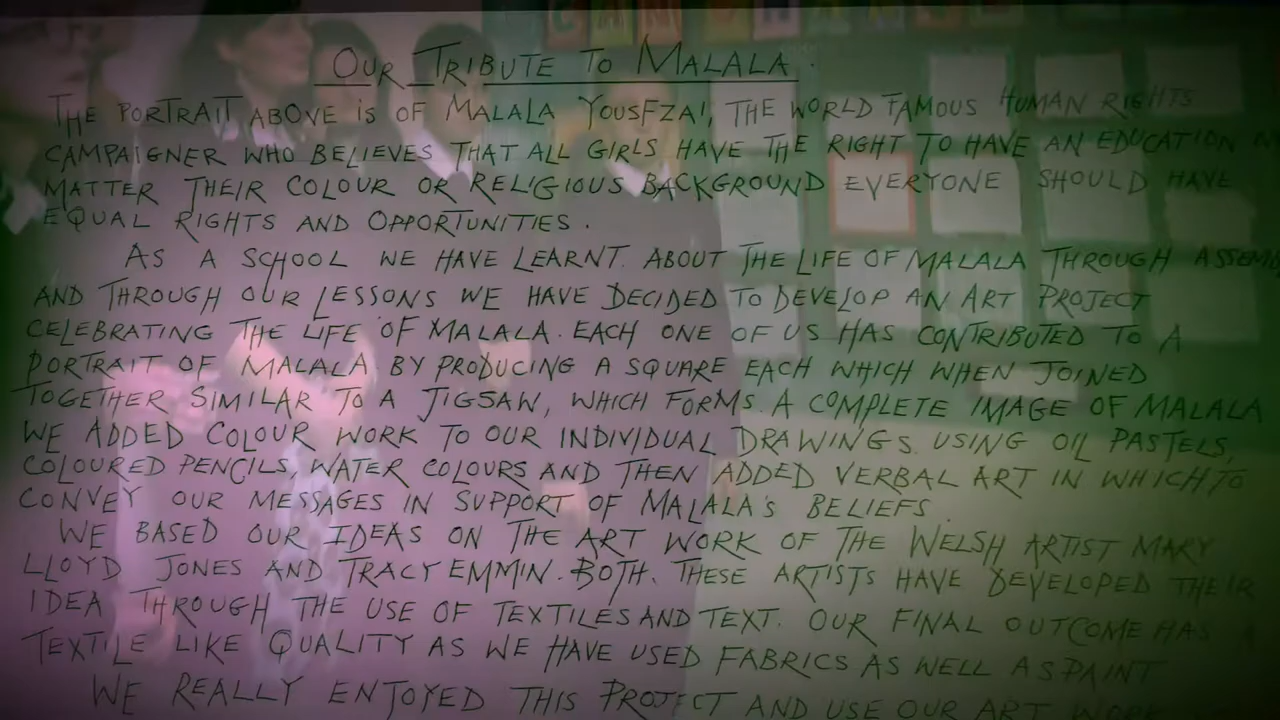 OUR TRIBUTE TO MALALA
THE PORTRAIT ABOVE IS OF MALALA YOUSFZAI, THE WORLD FAMOUS HUMAN RIGHTS
CAMPAIGNER WHO BELIEVES THAT ALL GIRLS HAVE THE RIGHT TO HAVE AN EDUCATION
MATTER THEIR COLOUR OR RELIGIOUS BACKGROUND EVERYONE SHOULD HAVE
EQUAL RIGHTS AND OPPORTUNITIES.
AS A SCHOOL WE HAVE LEARNT ABOUT THE LIFE OF MALALA THROUGH
AND THROUGH OUR LESSONS WE HAVE DECIDED TO DEVELOP AN ART PROJECT
CELEBRATING THE LIFE OF MALALA. EACH ONE OF US HAS CONTRIBUTED TO A
PORTRAIT OF MALALA BY PRODUCING A SQUARE EACH WHICH WHEN JOINED
TOGETHER SIMILAR TO A JIGSAW, WHICH FORMS A COMPLETE IMAGE OF MALALA
WE ADDED COLOUR WORK TO OUR INDIVIDUAL DRAWINGS USING OIL PASTELS,
COLOURED PENCILS, WATER COLOURS AND THEN ADDED VERBAL ART IN WHICH TO
CONVEY OUR MESSAGES IN SUPPORT OF MALALA'S BELIEFS
WE BASED OUR IDEAS ON THE ART WORK OF THE WELSH ARTIST MARY
LLOYD JONES AND TRACY EMMIN. BOTH THESE ARTISTS HAVE DEVELOPED THEIR
IDEA THROUGH THE USE OF TEXTILES AND TEXT. OUR FINAL OUTCOME HAS A
TEXTILE LIKE QUALITY AS WE HAVE USED FABRICS AS WELL AS PAINT
WE REALLY ENJOYED THIS PROJECT AND USE OUR ART WORK